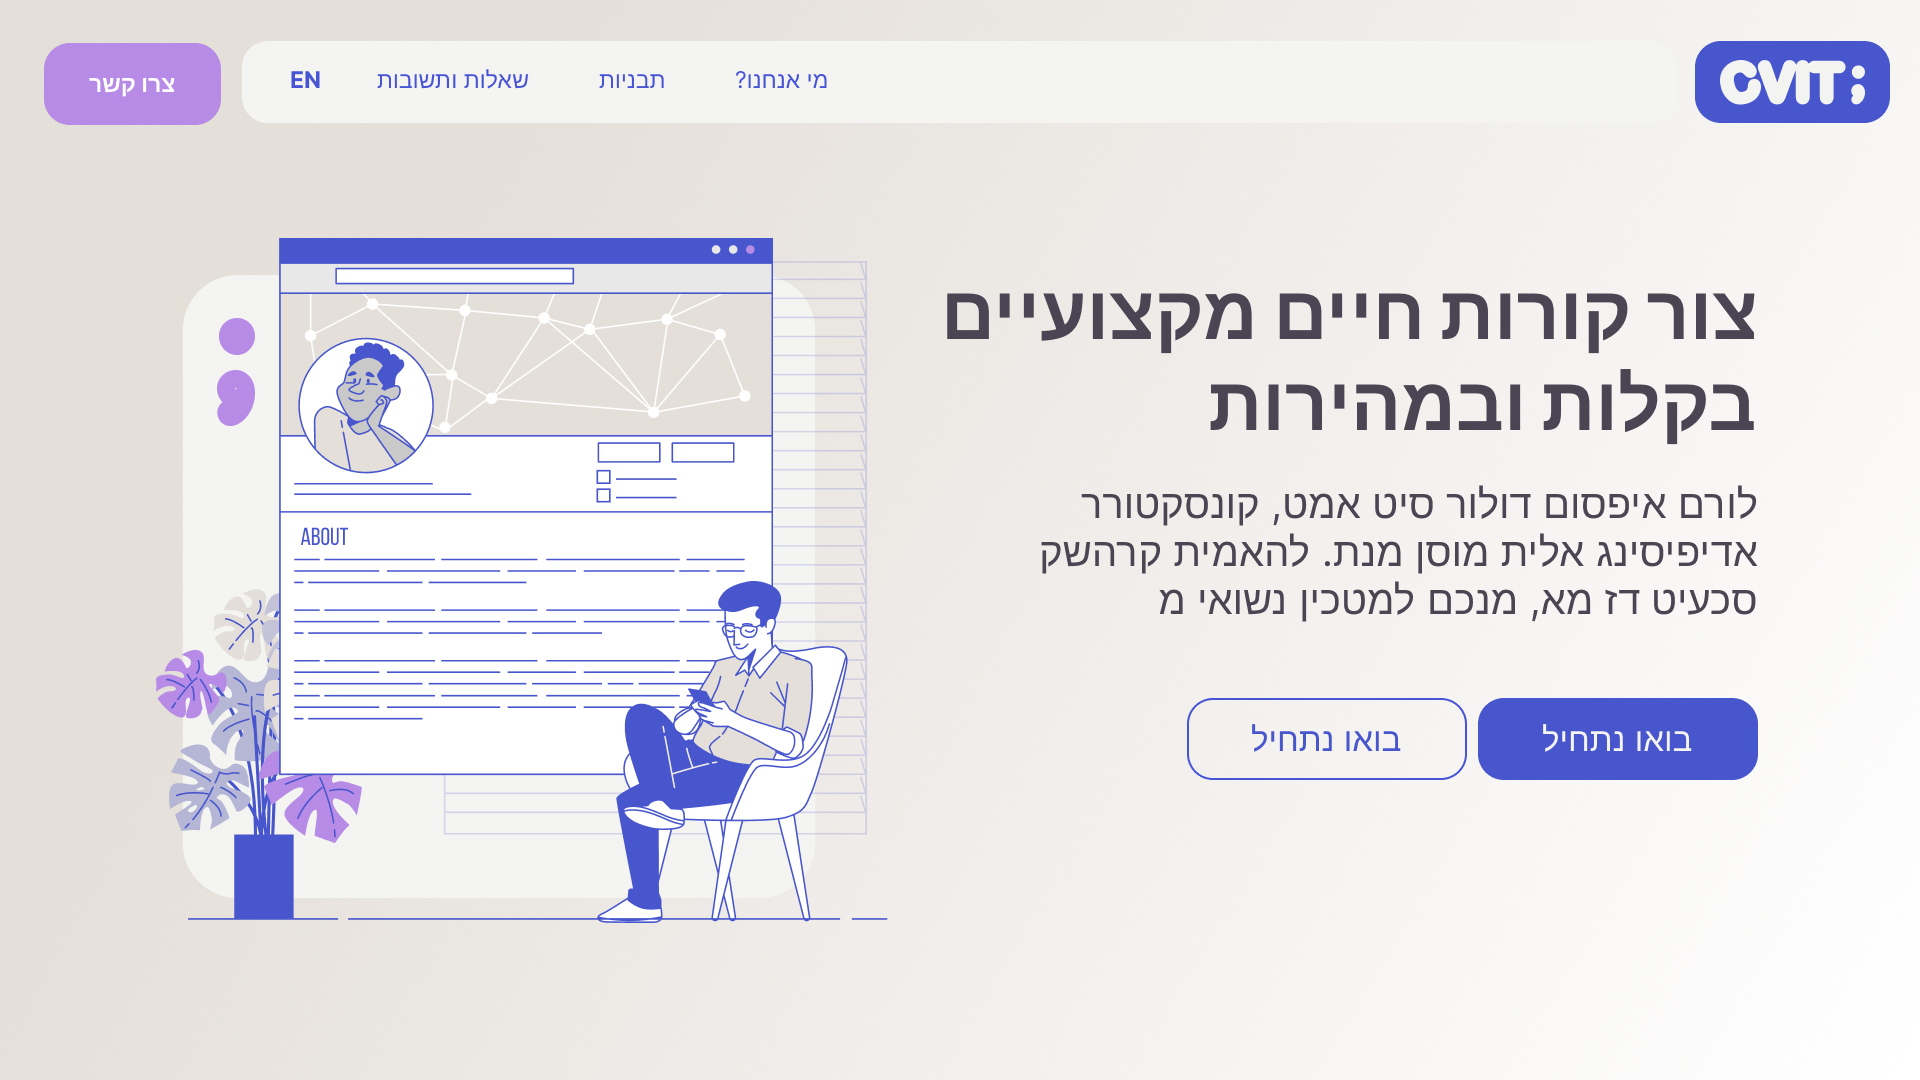 CVIT;
מי אנחנו?
תבניות
שאלות ותשובות
EN
צרו קשר
צור קורות חיים מקצועיים
בקלות ובמהירות
לורם איפסום דולור סיט אמט, קונסקטורר
אדיפיסינג אלית מוסן מנת. להאמית קרהשק
סכעיט דז מא, מנכם למטכין נשואי מ
בואו נתחיל
בואו נתחיל
ABOUT